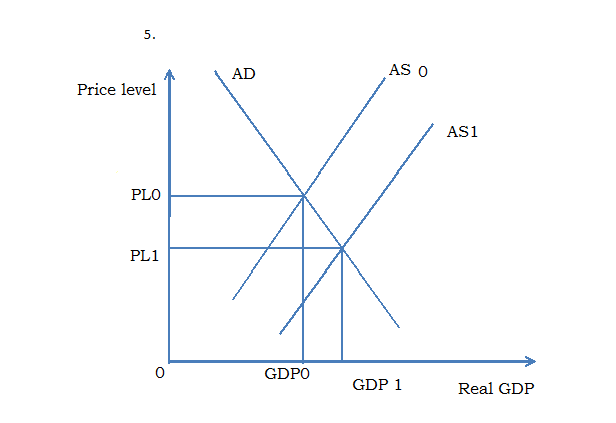 5.
AD
AS 0
Price level
AS1
PL0
PL1
0
GDP0
GDP 1
Real GDP